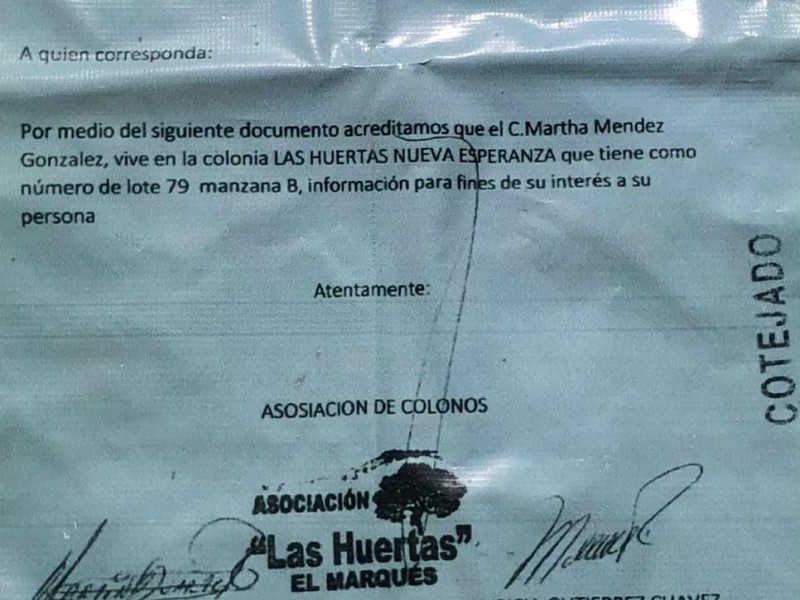 A quien corresponda:
Por medio del siguiente documento acreditamos que el C.Martha Mendez
Gonzalez, vive en la colonia LAS HUERTAS NUEVA ESPERANZA que tiene como
número de lote 79 manzana B, información para fines de su interés a su
persona
Atentamente:
COTEJADO
ASOSIACION DE COLONOS
ASOCIACIÓN
"Las Huertas"
EL MARQUÉS
GUTIERREZ CHAVEZ